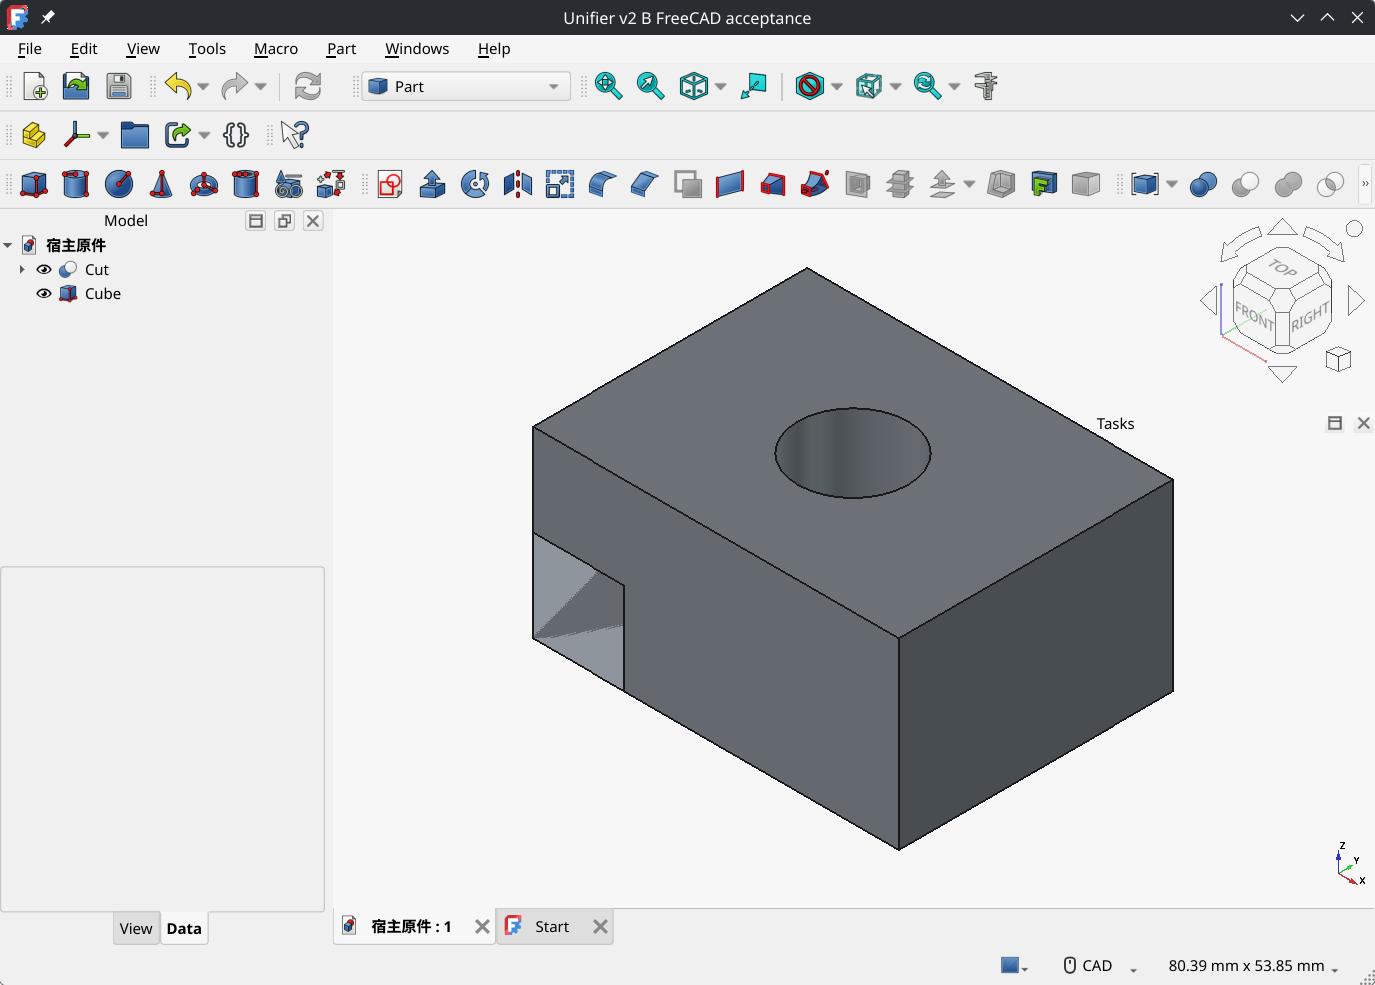 Unifier v2 B FreeCAD acceptance
File Edit View Tools Macro Part Windows Help
Part
Model
宿主原件
Cut
Cube
TOP
FRONT
RIGHT
Tasks
Z
Y
X
View Data
宿主原件 : 1
Start
CAD
80.39 mm x 53.85 mm